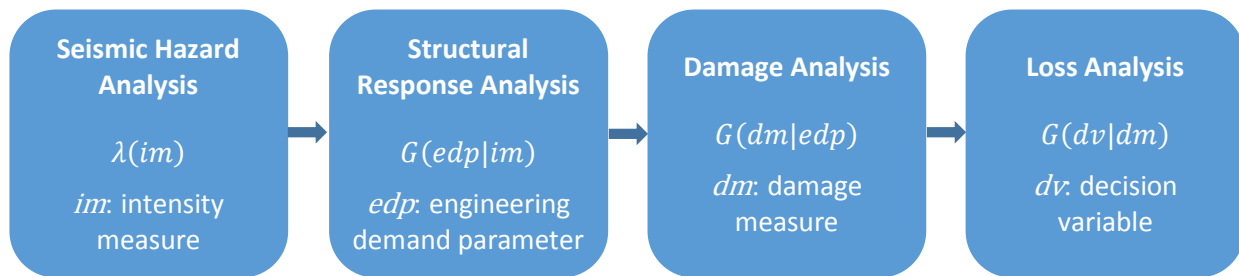 Seismic Hazard
Analysis
λ(im)
im: intensity
measure
Structural
Response Analysis
G(edp|im)
edp: engineering
demand parameter
Damage Analysis
G(dm|edp)
dm: damage
measure
Loss Analysis
G(dv|dm)
dv: decision
variable